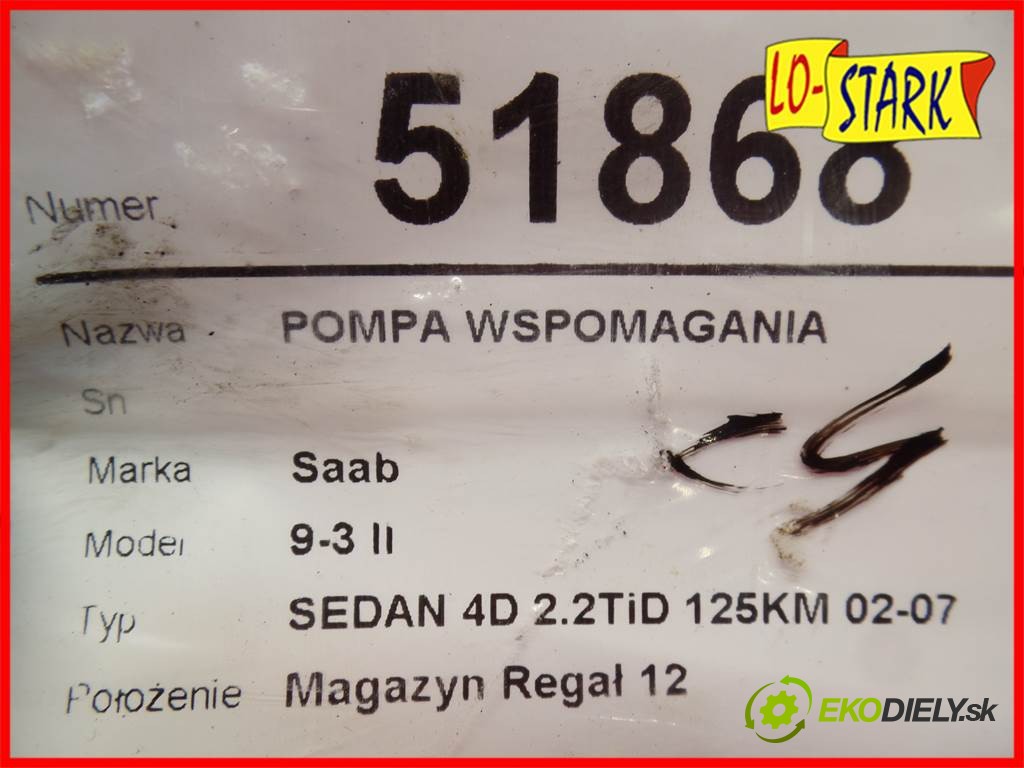 LO-STARK
Numer 51868
Nazwa POMPA WSPOMAGANIA
Sn
Marka Saab
Model 9-3 II
Typ SEDAN 4D 2.2TiD 125KM 02-07
Położenie Magazyn Regał 12
EKODIELY.sk